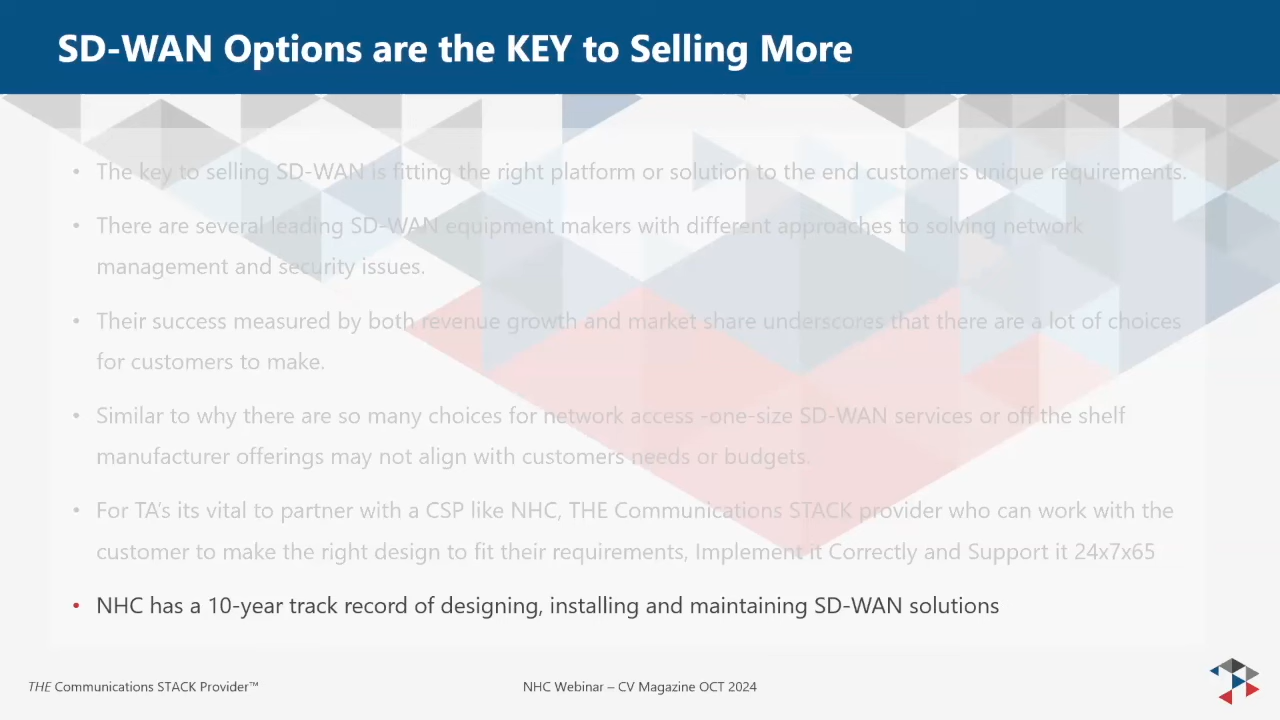 SD-WAN Options are the KEY to Selling More
• The key to selling SD-WAN is fitting the right platform or solution to the end customers unique requirements.
• There are several leading SD-WAN equipment makers with different approaches to solving network
management and security issues.
• Their success measured by both revenue growth and market share underscores that there are a lot of choices
for customers to make.
• Similar to why there are so many choices for network access -one-size SD-WAN services or off the shelf
manufacturer offerings may not align with customers needs or budgets.
• For TA's its vital to partner with a CSP like NHC, THE Communications STACK provider who can work with the
customer to make the right design to fit their requirements, Implement it Correctly and Support it 24x7x65
• NHC has a 10-year track record of designing, installing and maintaining SD-WAN solutions
THE Communications STACK Provider™
NHC Webinar – CV Magazine OCT 2024